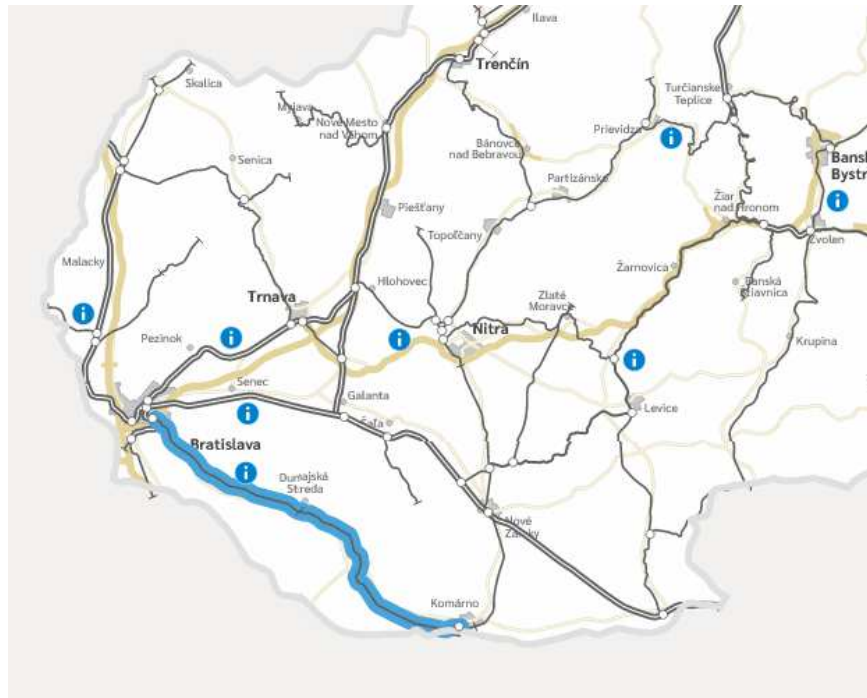 Ilava
Trenčín
Skalica
Turčianske
Teplice
Myjava
Nové Mesto
nad Váhom
Prievidza
Bánovce
nad Bebravou
Bansk
Bystr
Senica
Partizánske
Piešťany
Žiar
nad Hronom
Topoľčany
Zvolen
Malacky
Žarnovica
Banská
Štiavnica
Hlohovec
Trnava
Zlaté
Moravce
Nitra
Pezinok
Krupina
Senec
Galanta
Levice
Šaľa
Bratislava
Dunajská
Streda
Nové
Zámky
Komárno